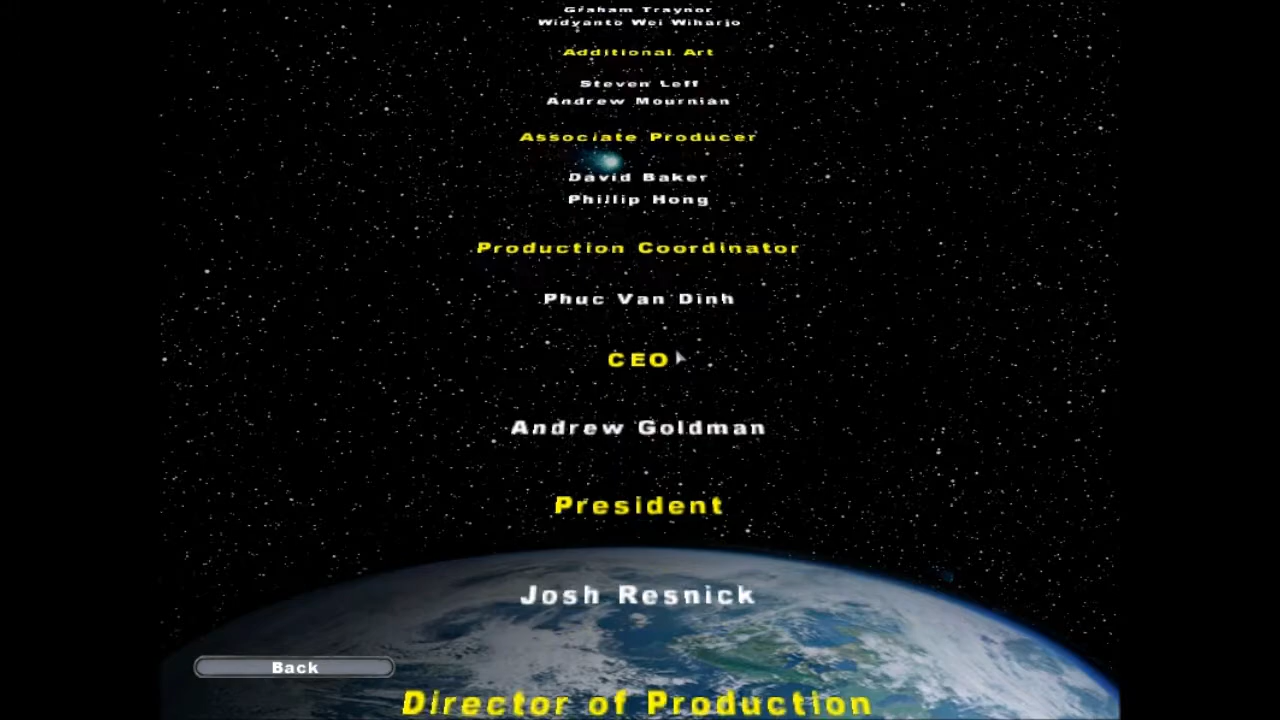 Graham Traynor
Widyanto Wei Wiharjo
Additional Art
Steven Leff
Andrew Mournian
Associate Producer
David Baker
Phillip Hong
Production Coordinator
Phuc Van Dinh
CEO
Andrew Goldman
President
Josh Resnick
Back
Director of Production